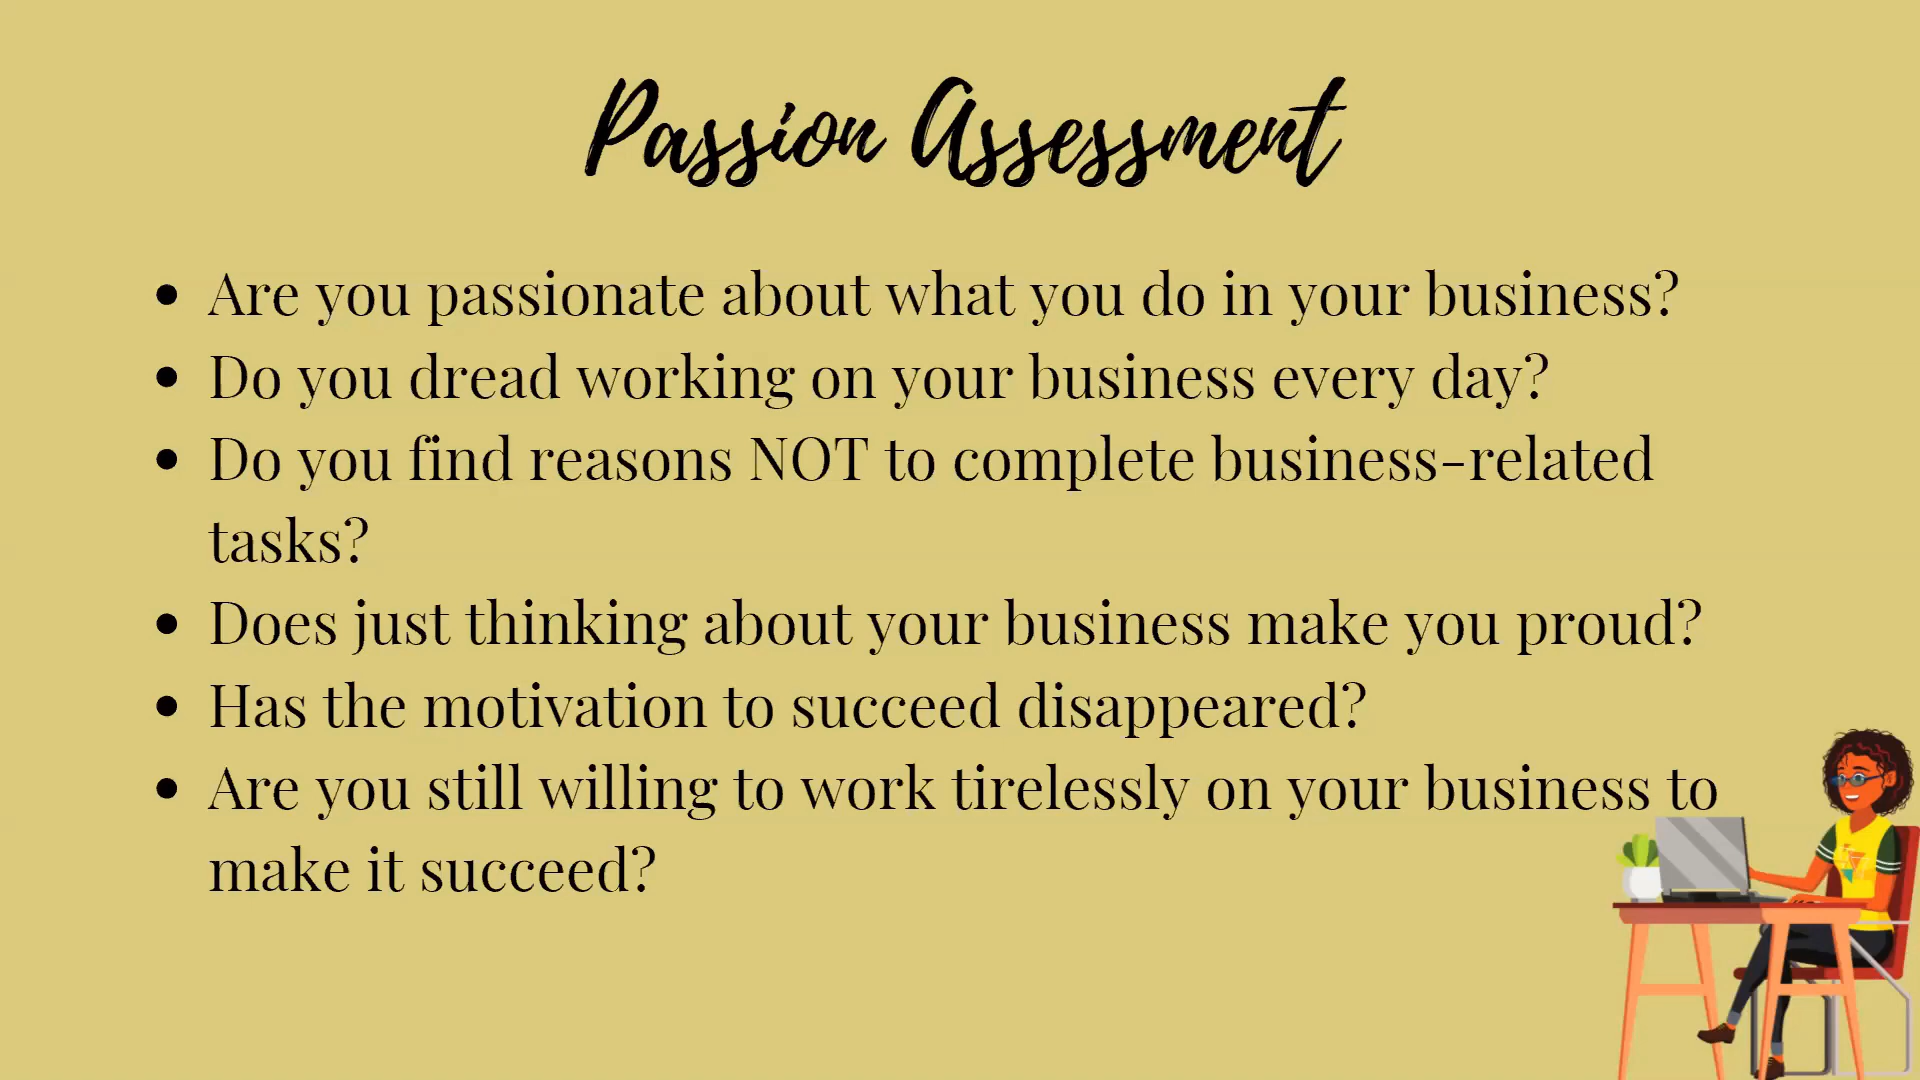 Passion Assessment
• Are you passionate about what you do in your business?
• Do you dread working on your business every day?
• Do you find reasons NOT to complete business-related
tasks?
• Does just thinking about your business make you proud?
• Has the motivation to succeed disappeared?
• Are you still willing to work tirelessly on your business to
make it succeed?